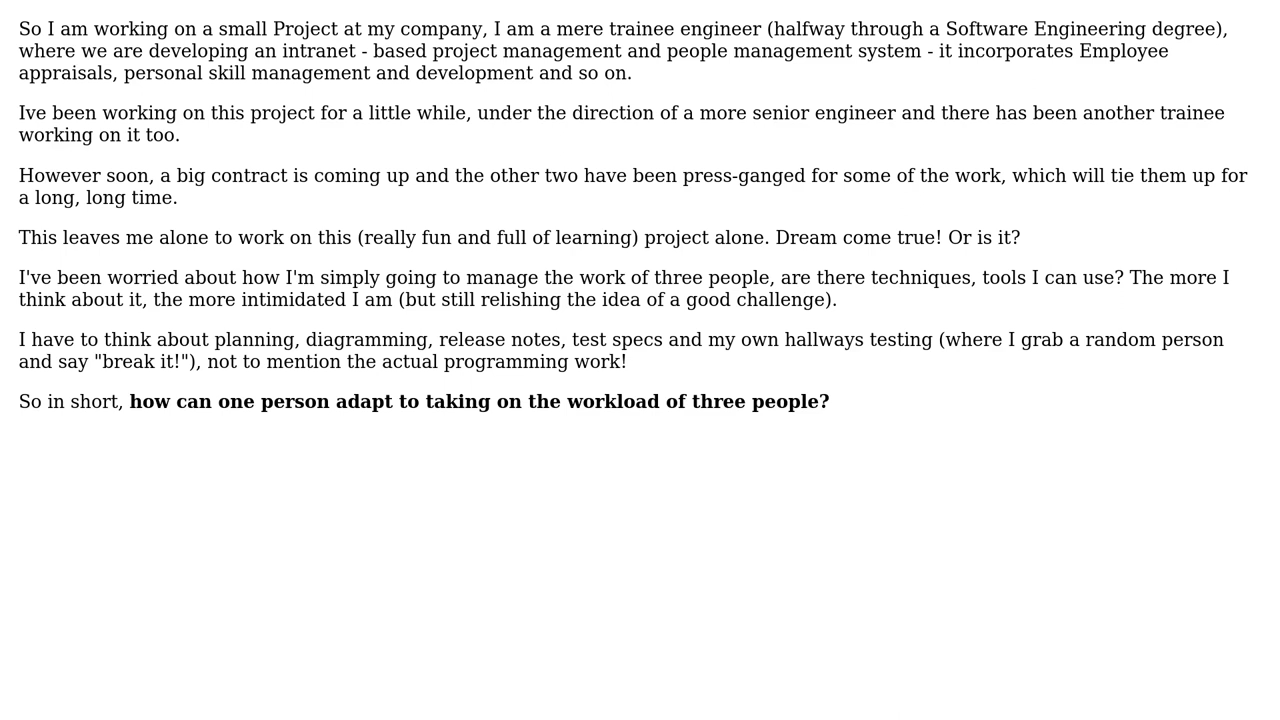 So I am working on a small Project at my company, I am a mere trainee engineer (halfway through a Software Engineering degree),
where we are developing an intranet - based project management and people management system - it incorporates Employee
appraisals, personal skill management and development and so on.
Ive been working on this project for a little while, under the direction of a more senior engineer and there has been another trainee
working on it too.
However soon, a big contract is coming up and the other two have been press-ganged for some of the work, which will tie them up for
a long, long time.
This leaves me alone to work on this (really fun and full of learning) project alone. Dream come true! Or is it?
I've been worried about how I'm simply going to manage the work of three people, are there techniques, tools I can use? The more I
think about it, the more intimidated I am (but still relishing the idea of a good challenge).
I have to think about planning, diagramming, release notes, test specs and my own hallways testing (where I grab a random person
and say "break it!"), not to mention the actual programming work!
So in short, how can one person adapt to taking on the workload of three people?